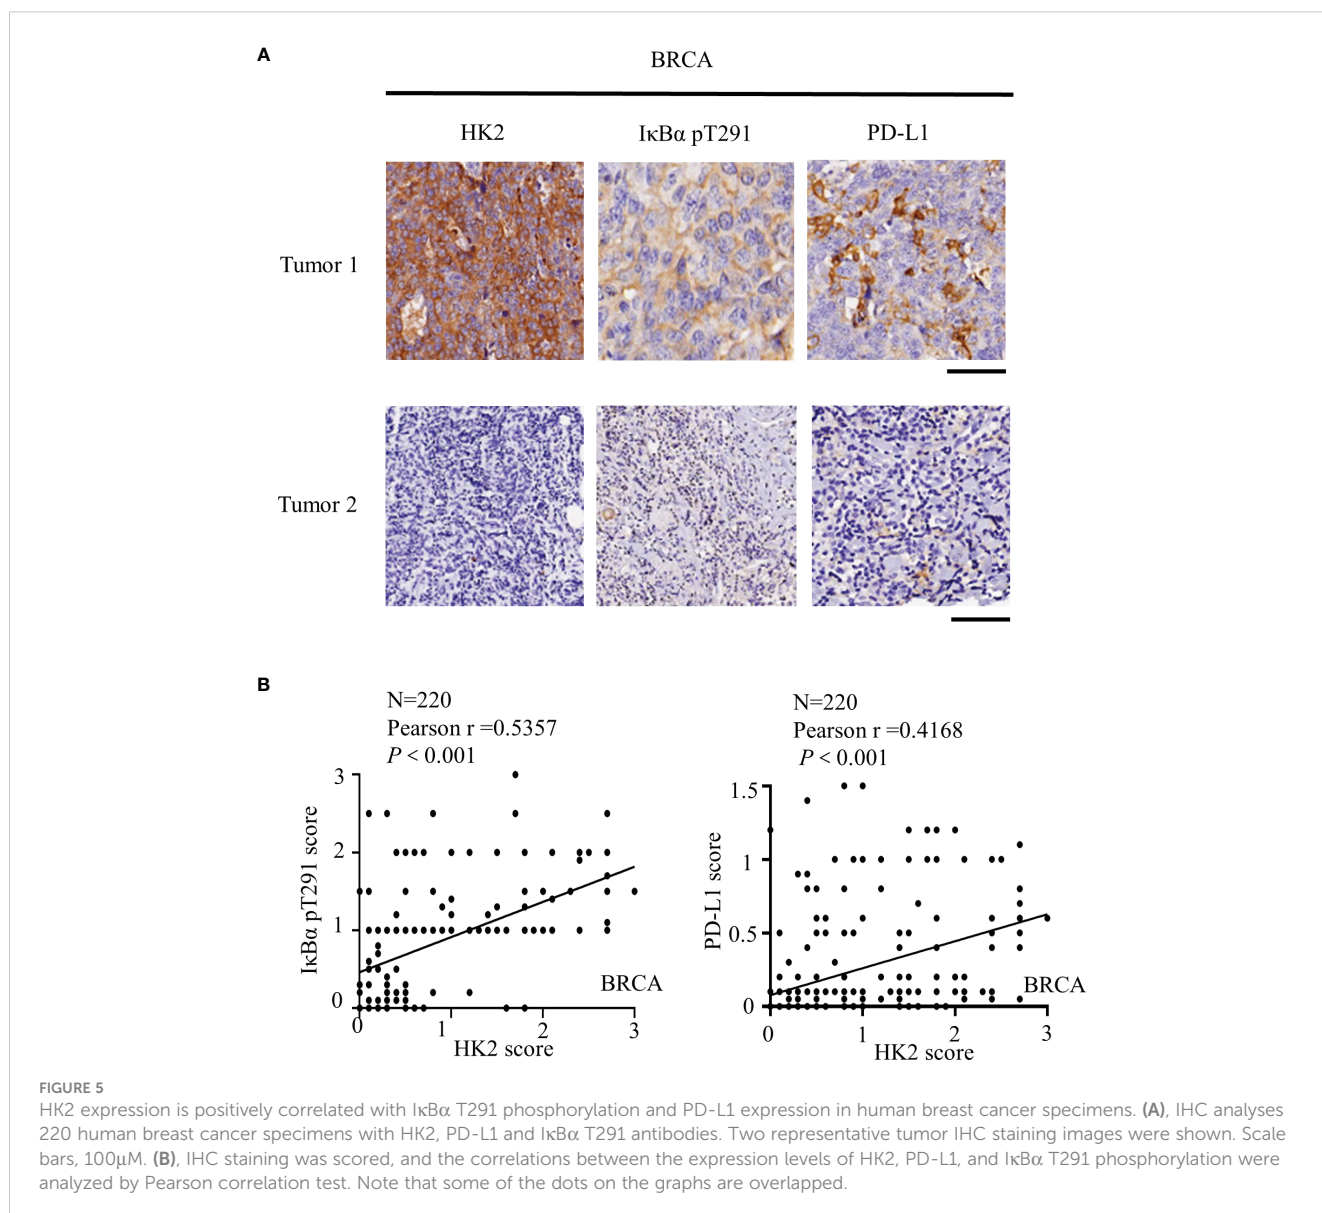 A
BRCA
HK2 IκBα pT291 PD-L1
Tumor 1
Tumor 2
B
N=220
Pearson r =0.5357
P < 0.001
3
2
1
0
IκBα pT291 score
BRCA
0 1 2 3
HK2 score
N=220
Pearson r =0.4168
P < 0.001
1.5
1
0.5
0
PD-L1 score
BRCA
0 1 2 3
HK2 score
FIGURE 5
HK2 expression is positively correlated with IκBα T291 phosphorylation and PD-L1 expression in human breast cancer specimens. (A), IHC analyses
220 human breast cancer specimens with HK2, PD-L1 and IκBα T291 antibodies. Two representative tumor IHC staining images were shown. Scale
bars, 100μM. (B), IHC staining was scored, and the correlations between the expression levels of HK2, PD-L1, and IκBα T291 phosphorylation were
analyzed by Pearson correlation test. Note that some of the dots on the graphs are overlapped.